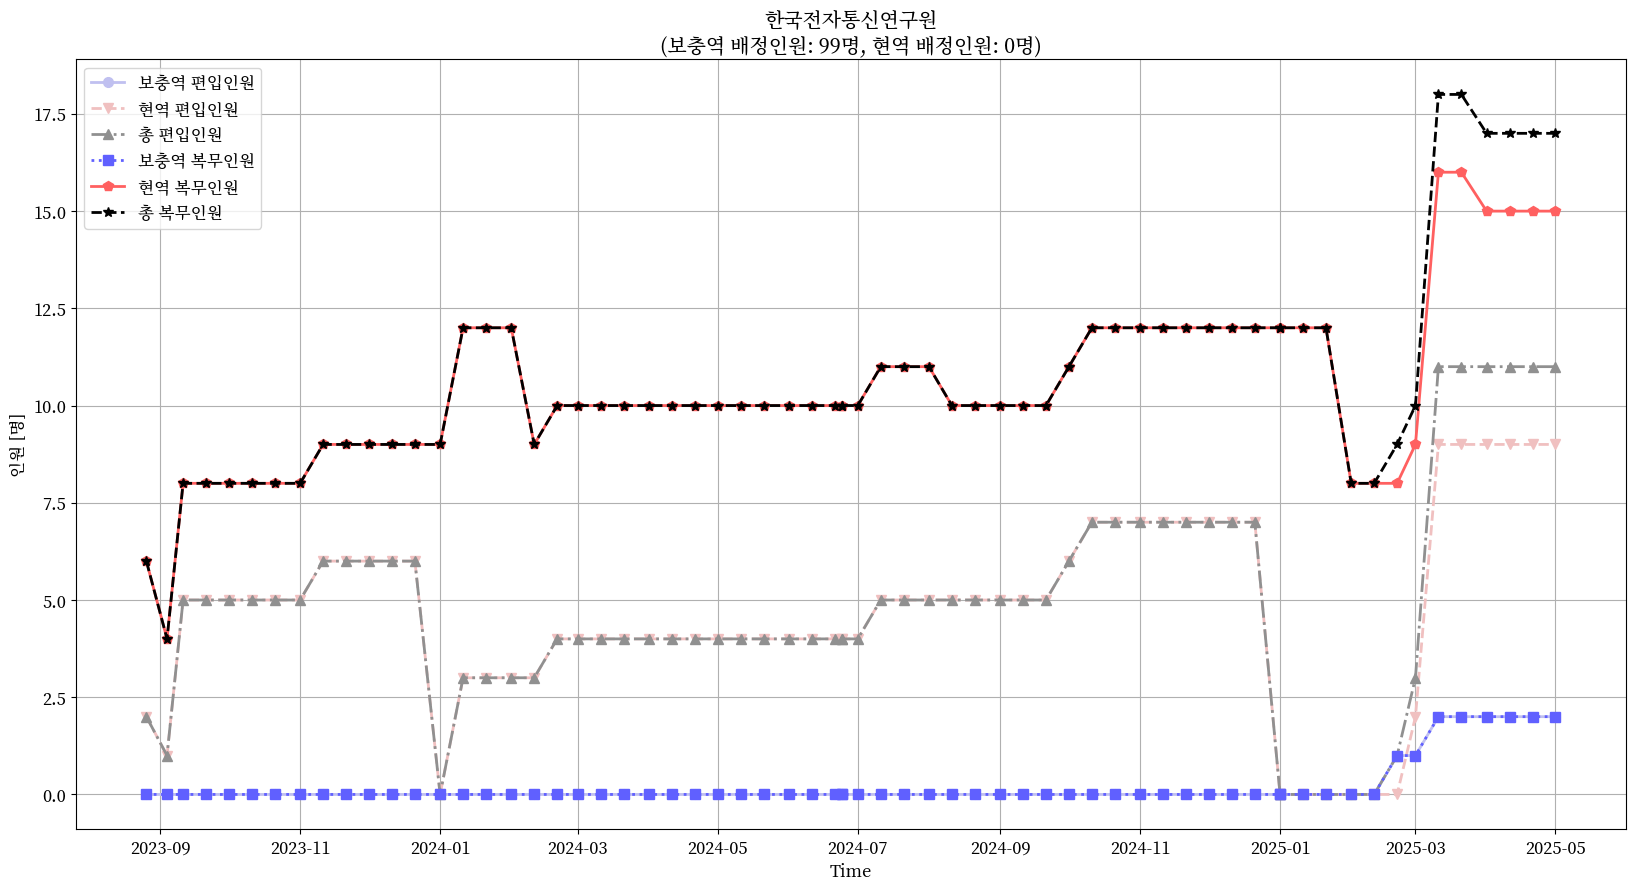 한국전자통신연구원
(보충역 배정인원: 99명, 현역 배정인원: 0명)
보충역 편입인원
현역 편입인원
총 편입인원
보충역 복무인원
현역 복무인원
총 복무인원
17.5
15.0
12.5
10.0
7.5
5.0
2.5
0.0
인원 [명]
2023-09 2023-11 2024-01 2024-03 2024-05 2024-07 2024-09 2024-11 2025-01 2025-03 2025-05
Time